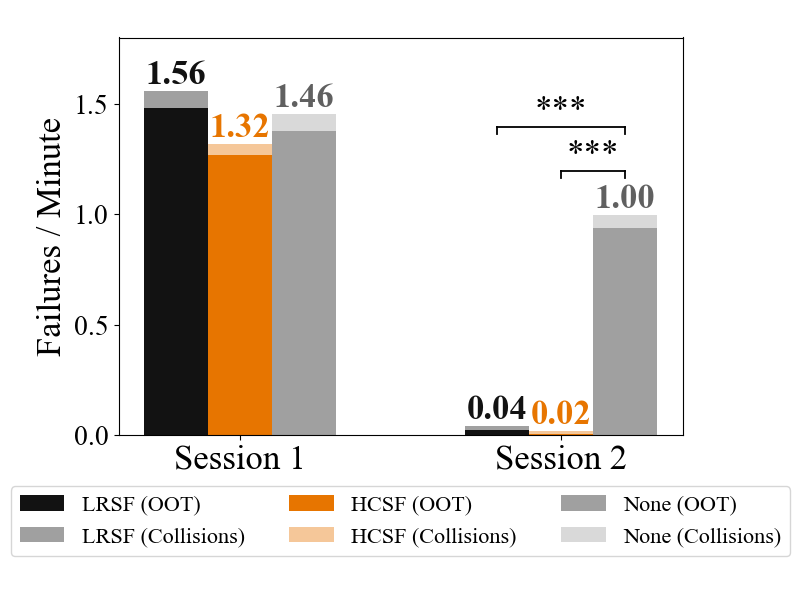 1.56
1.32
1.46
***
***
1.00
0.04
0.02
Failures / Minute
1.5
1.0
0.5
0.0
Session 1
Session 2
LRSF (OOT)
HCSF (OOT)
None (OOT)
LRSF (Collisions)
HCSF (Collisions)
None (Collisions)